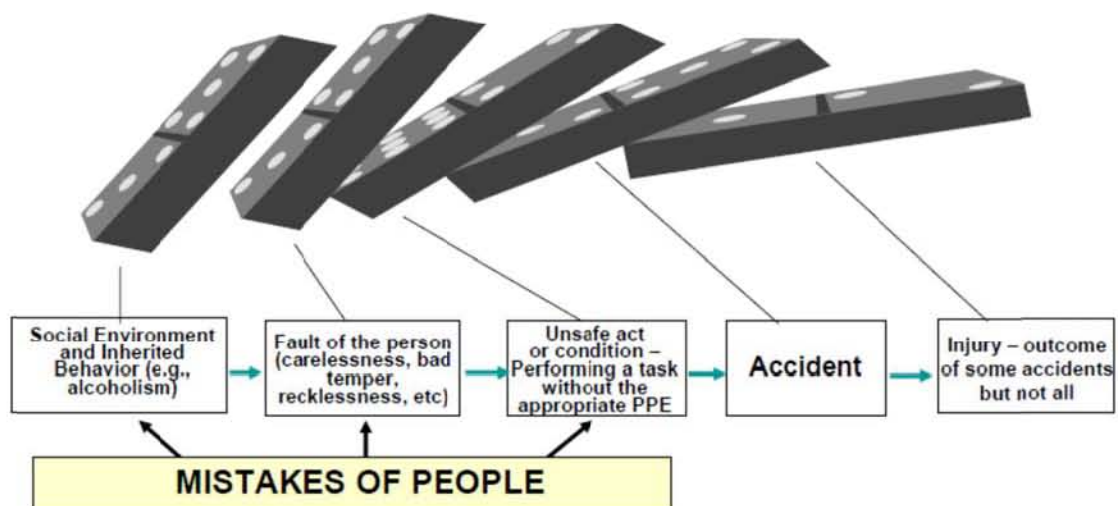 Social Environment
and Inherited
Behavior (e.g.,
alcoholism)
Fault of the person
(carelessness, bad
temper,
recklessness, etc)
Unsafe act
or condition –
Performing a task
without the
appropriate PPE
Accident
Injury – outcome
of some accidents
but not all
MISTAKES OF PEOPLE